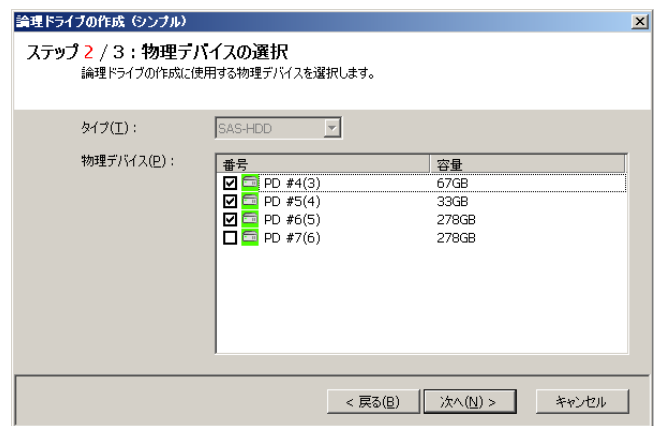 論理ドライブの作成（シンプル）
ステップ 2 / 3：物理デバイスの選択
論理ドライブの作成に使用する物理デバイスを選択します。
タイプ(T)： SAS-HDD
物理デバイス(P)： 番号 容量
PD #4(3) 67GB
PD #5(4) 33GB
PD #6(5) 278GB
PD #7(6) 278GB
< 戻る(B) 次へ(N) > キャンセル